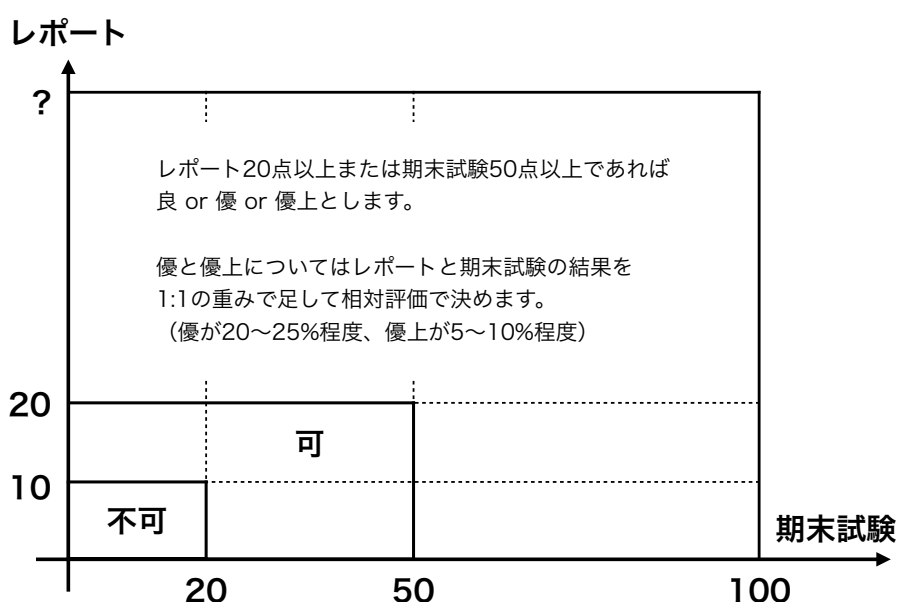 レポート
?
レポート20点以上または期末試験50点以上であれば
良 or 優 or 優上とします。
優と優上についてはレポートと期末試験の結果を
1:1の重みで足して相対評価で決めます。
（優が20〜25%程度、優上が5〜10%程度）
20
可
10
不可
期末試験
20
50
100